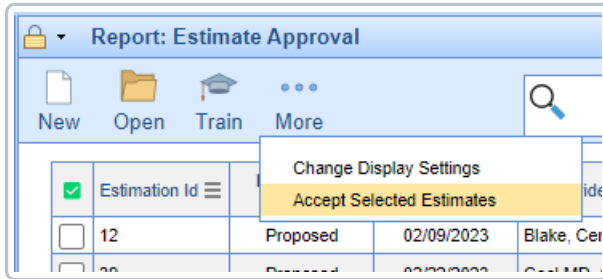 Report: Estimate Approval
New Open Train More
Change Display Settings
Accept Selected Estimates
Estimation Id
12 Proposed 02/09/2023 Blake, Cer